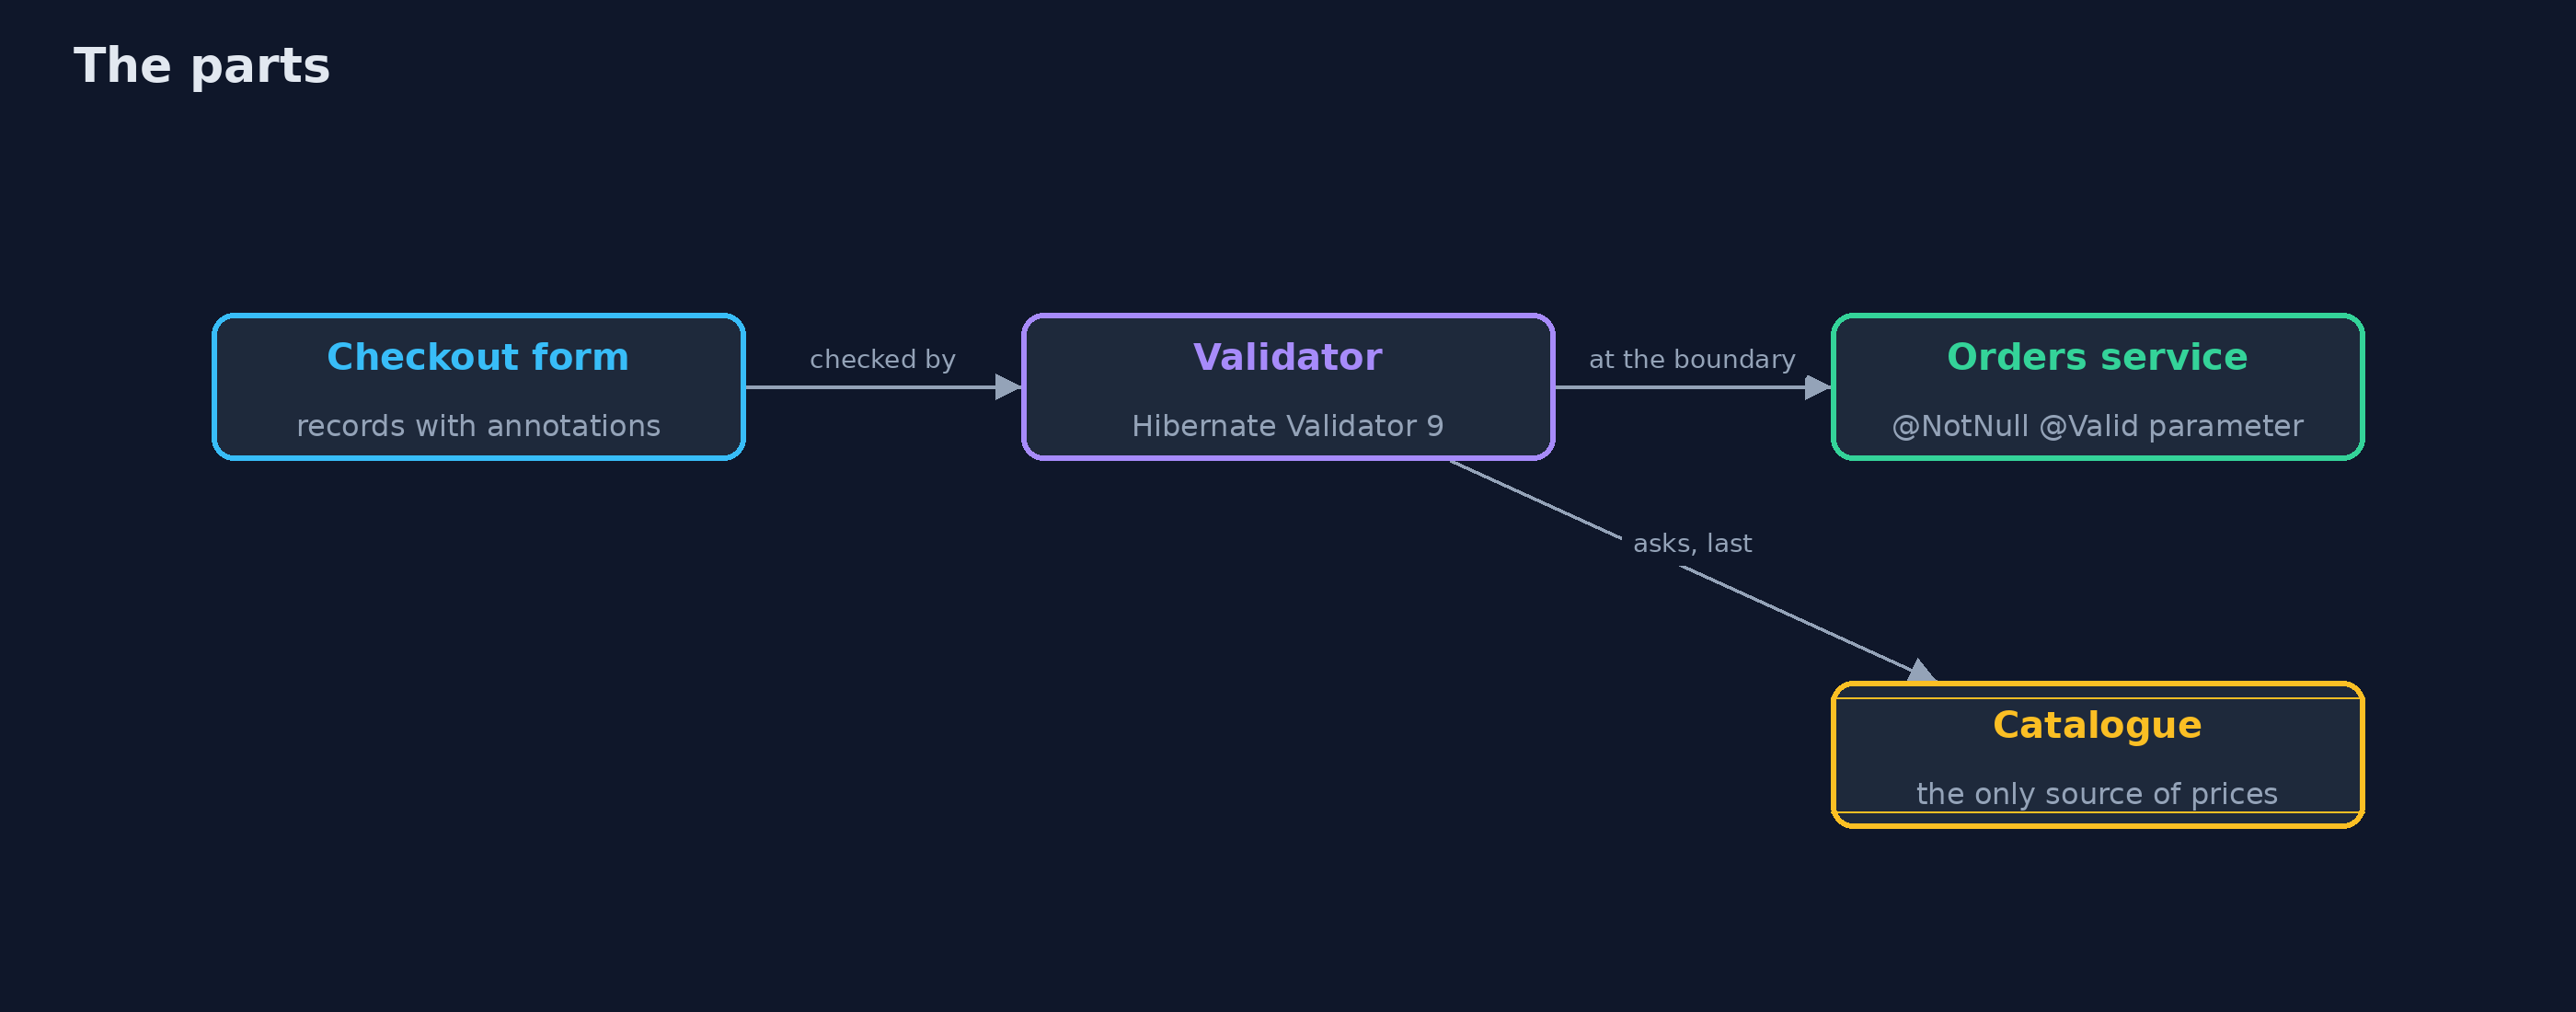 The parts
Checkout form
records with annotations
checked by
Validator
Hibernate Validator 9
at the boundary
Orders service
@NotNull @Valid parameter
asks, last
Catalogue
the only source of prices